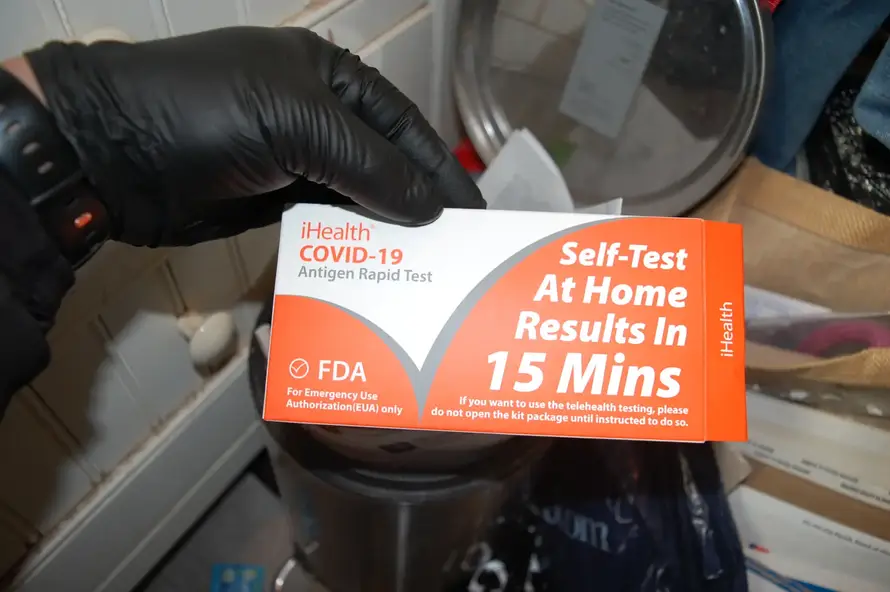 iHealth®
COVID-19
Antigen Rapid Test
FDA
For Emergency Use
Authorization(EUA) only
Self-Test
At Home
Results In
15 Mins
If you want to use the telehealth testing, please
do not open the kit package until instructed to do so.
iHealth